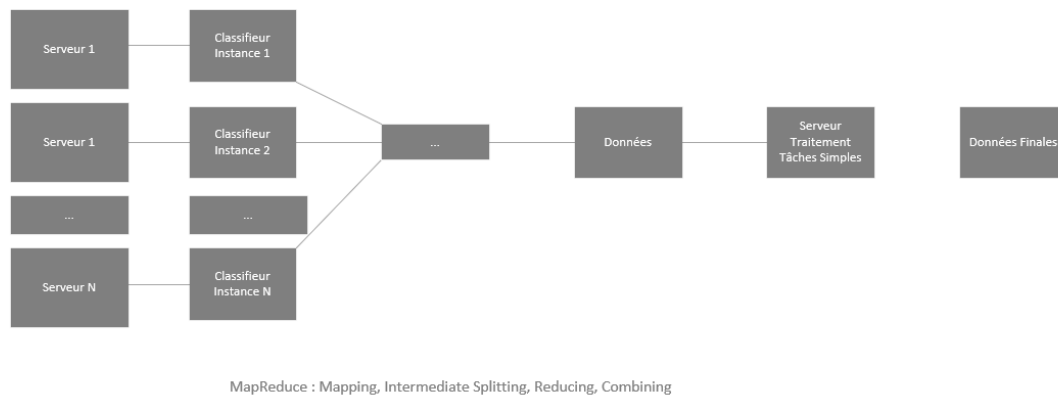 Serveur 1
Classifieur
Instance 1
Serveur 1
Classifieur
Instance 2
...
Données
Serveur
Traitement
Tâches Simples
Données Finales
...
...
Serveur N
Classifieur
Instance N
MapReduce : Mapping, Intermediate Splitting, Reducing, Combining